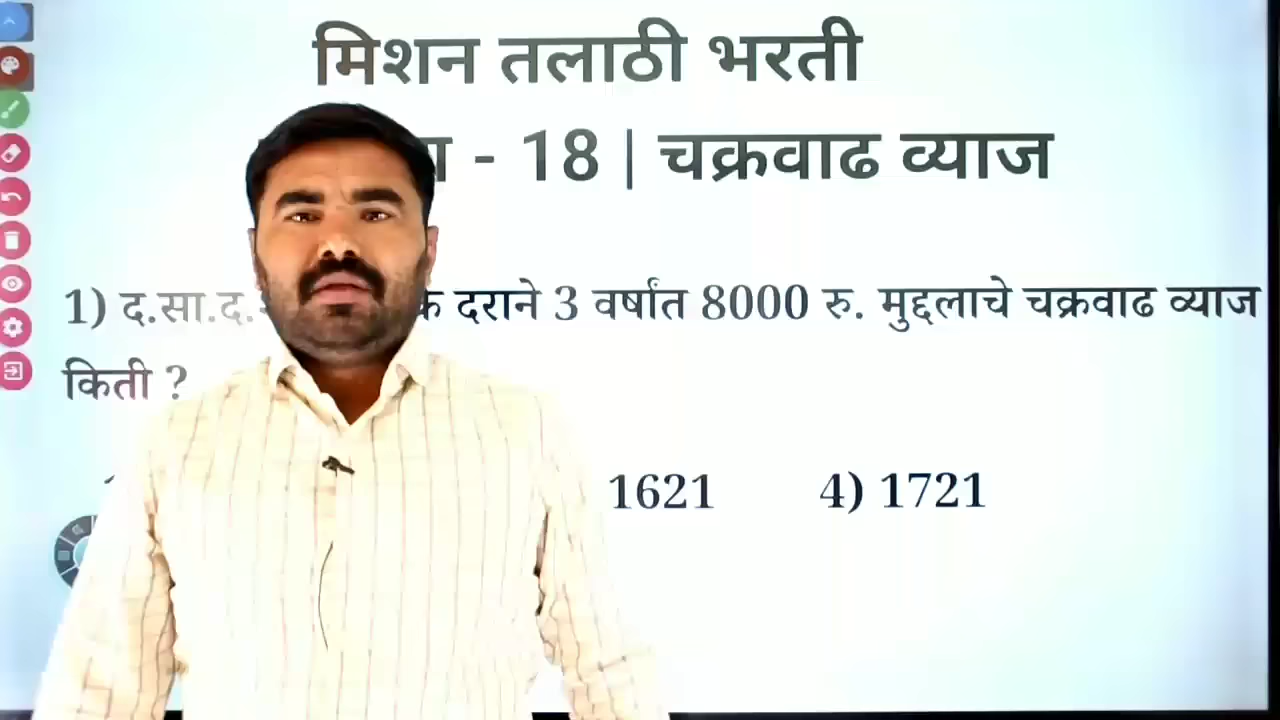 मिशन तलाठी भरती
- 18 | चक्रवाढ व्याज
1) द.सा.द. दराने 3 वर्षांत 8000 रु. मुद्दलाचे चक्रवाढ व्याज
किती ?
1621 4) 1721